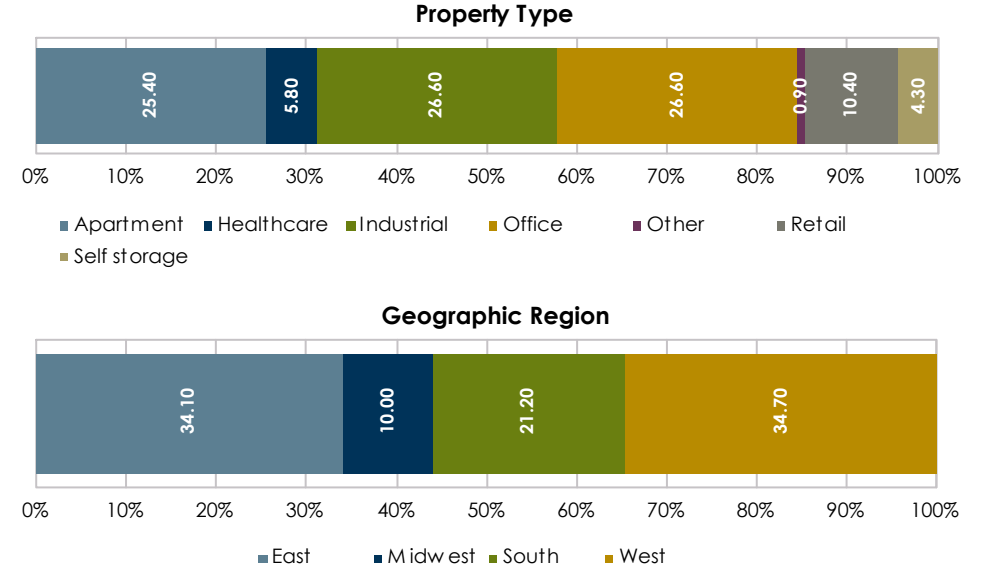 Property Type
25.40 5.80 26.60 26.60 0.90 10.40 4.30
0% 10% 20% 30% 40% 50% 60% 70% 80% 90% 100%
Apartment Healthcare Industrial Office Other Retail
Self storage
Geographic Region
34.10 10.00 21.20 34.70
0% 10% 20% 30% 40% 50% 60% 70% 80% 90% 100%
East Midwest South West